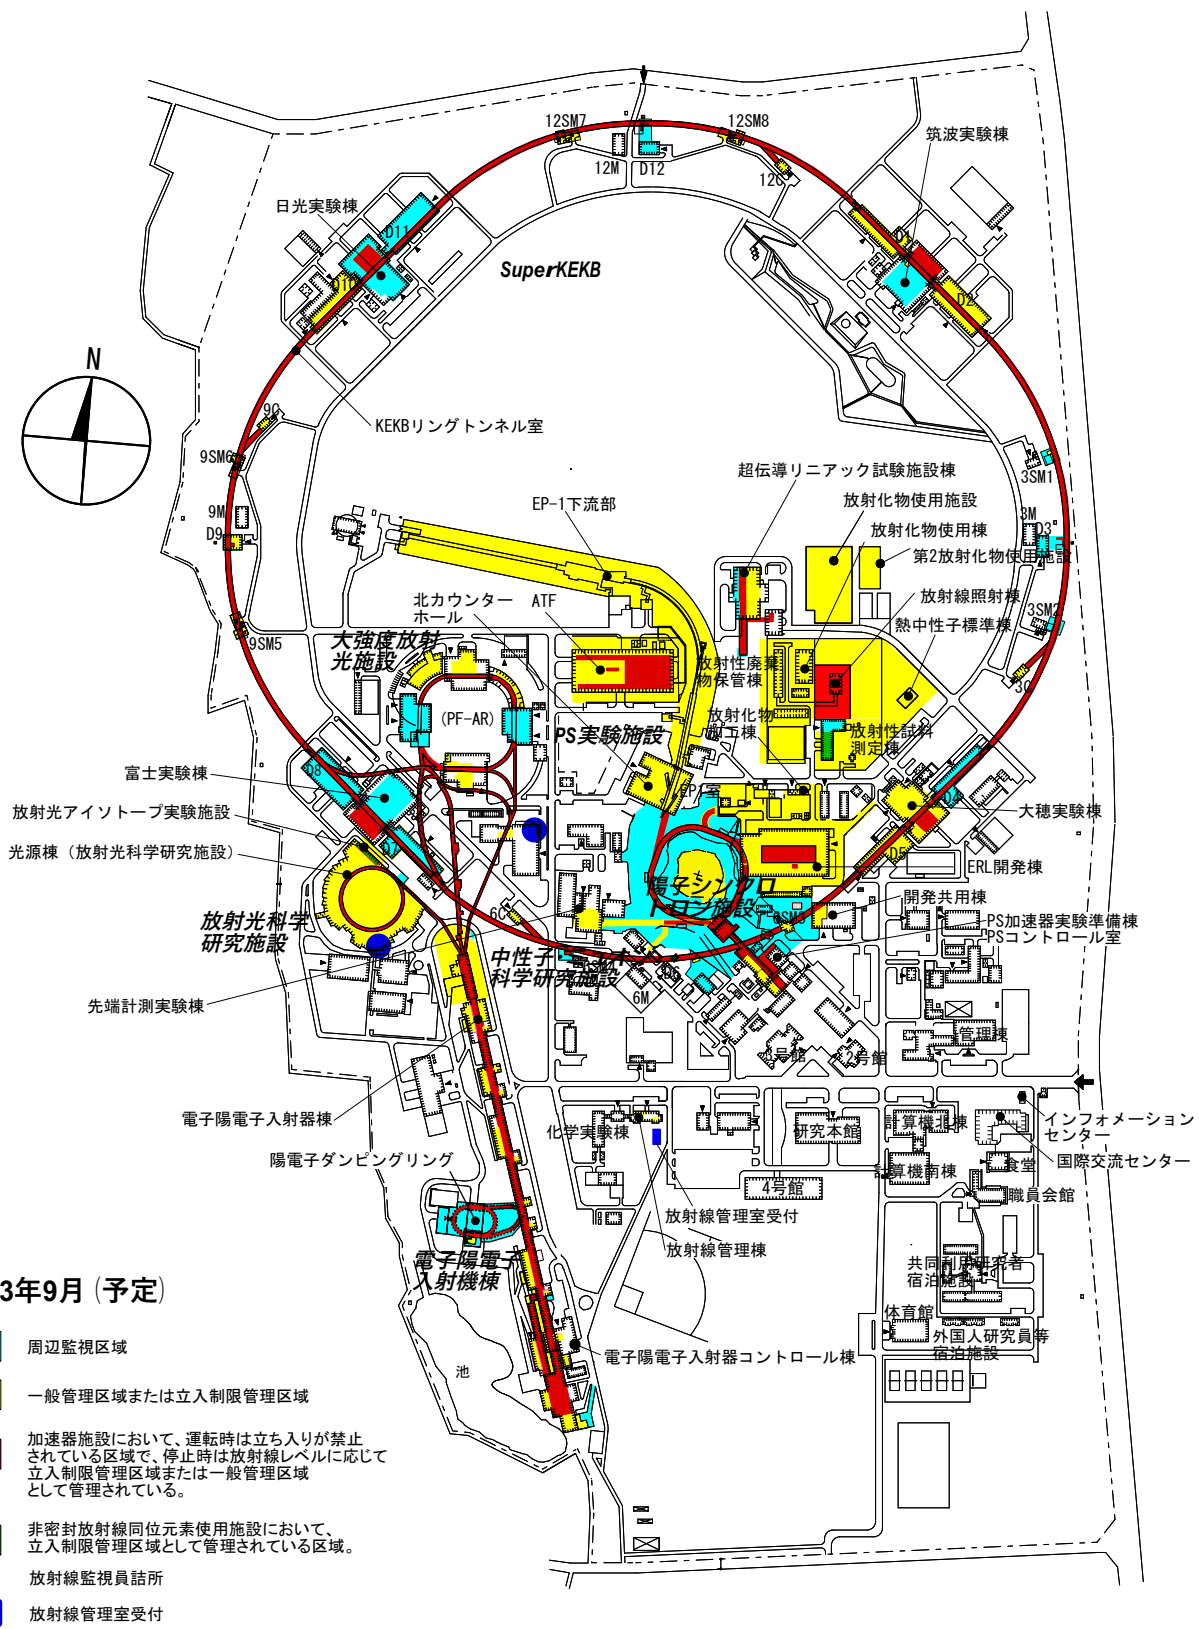 12SM7
12SM8
筑波実験棟
12M
D12
12C
日光実験棟
D11
D1
SuperKEKB
D10
D2
N
KEKBリングトンネル室
9C
9SM6
3SM1
超伝導リニアック試験施設棟
放射化物使用施設
EP-1下流部
放射化物使用棟
9M
3M
D9
D3
第2放射化物使用施設
北カウンター
ホール
ATF
放射線照射棟
3SM2
熱中性子標準棟
9SM5
大強度放射
光施設
放射性廃棄
物保管棟
3C
(PF-AR)
放射化物
加工棟
PS実験施設
放射性試料
測定棟
富士実験棟
D8
EP1室
D4
放射光アイソトープ実験施設
大穂実験棟
光源棟（放射光科学研究施設）
D7
D5
ERL開発棟
陽子シンクロ
トロン施設
開発共用棟
放射光科学
研究施設
6C
6SM3
PS加速器実験準備棟
PSコントロール室
科学研究施設
先端計測実験棟
6M
管理棟
3号館
2号館
電子陽電子入射器棟
化学実験棟
研究本館
計算機北棟
インフォメーション
センター
陽電子ダンピングリング
計算機南棟
食堂
国際交流センター
4号館
職員会館
放射線管理室受付
放射線管理棟
電子陽電子
入射機棟
共同利用研究者
宿泊施設
3年9月（予定）
体育館
外国人研究員等
宿泊施設
周辺監視区域
電子陽電子入射器コントロール棟
池
一般管理区域または立入制限管理区域
加速器施設において、運転時は立ち入りが禁止
されている区域で、停止時は放射線レベルに応じて
立入制限管理区域または一般管理区域
として管理されている。
非密封放射線同位元素使用施設において、
立入制限管理区域として管理されている区域。
放射線監視員詰所
放射線管理室受付